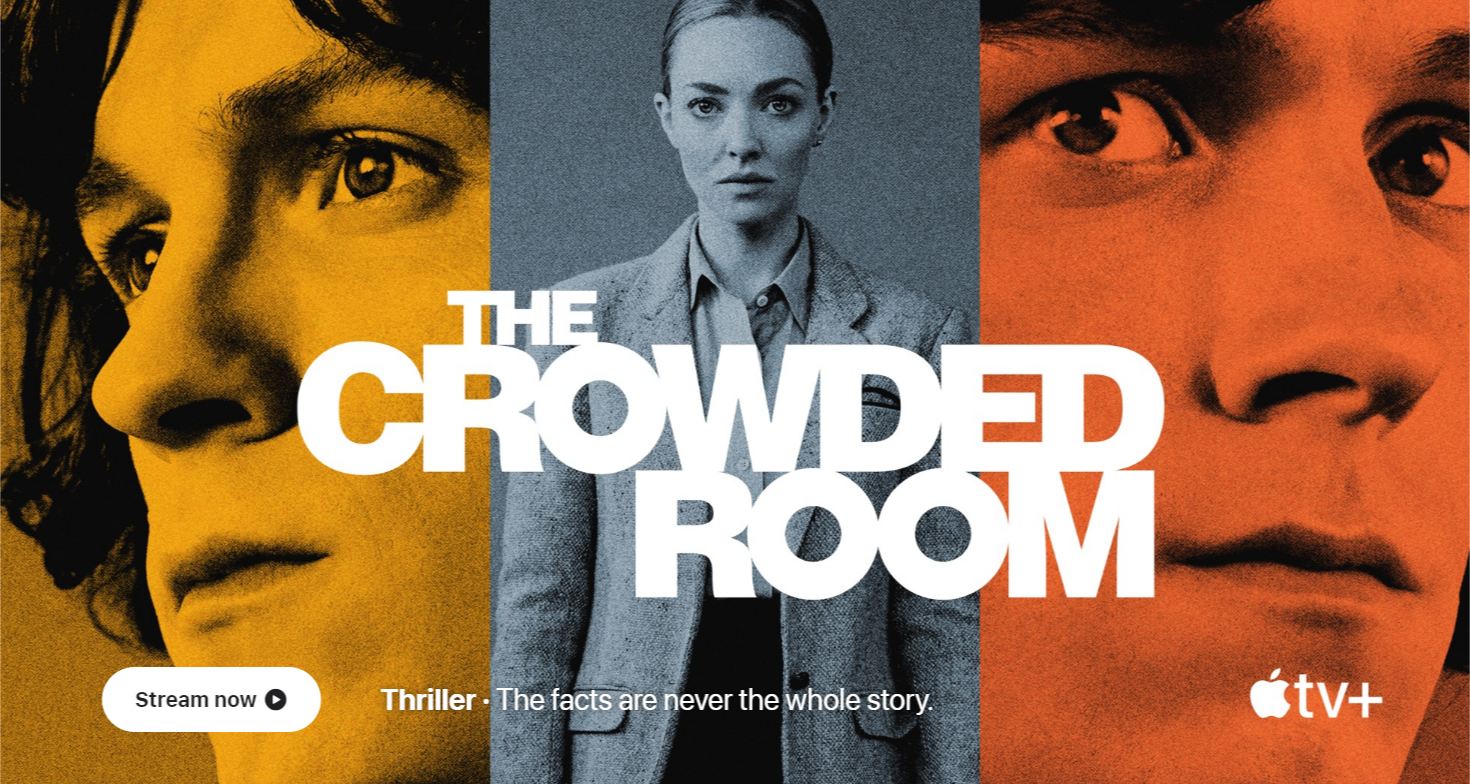 THE
CROWDED
ROOM
Stream now
Thriller · The facts are never the whole story.
tv+